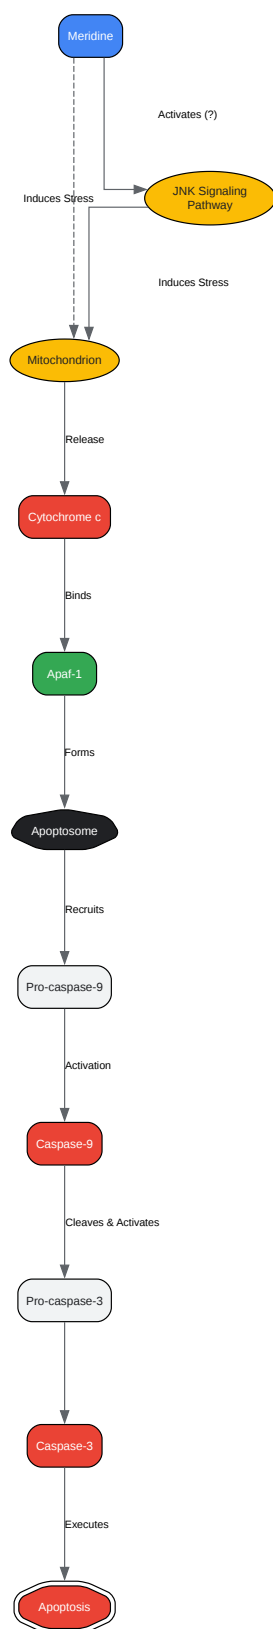 Meridine
Activates (?)
JNK Signaling
Pathway
Induces Stress
Induces Stress
Mitochondrion
Release
Cytochrome c
Binds
Apaf-1
Forms
Apoptosome
Recruits
Pro-caspase-9
Activation
Caspase-9
Cleaves & Activates
Pro-caspase-3
Caspase-3
Executes
Apoptosis